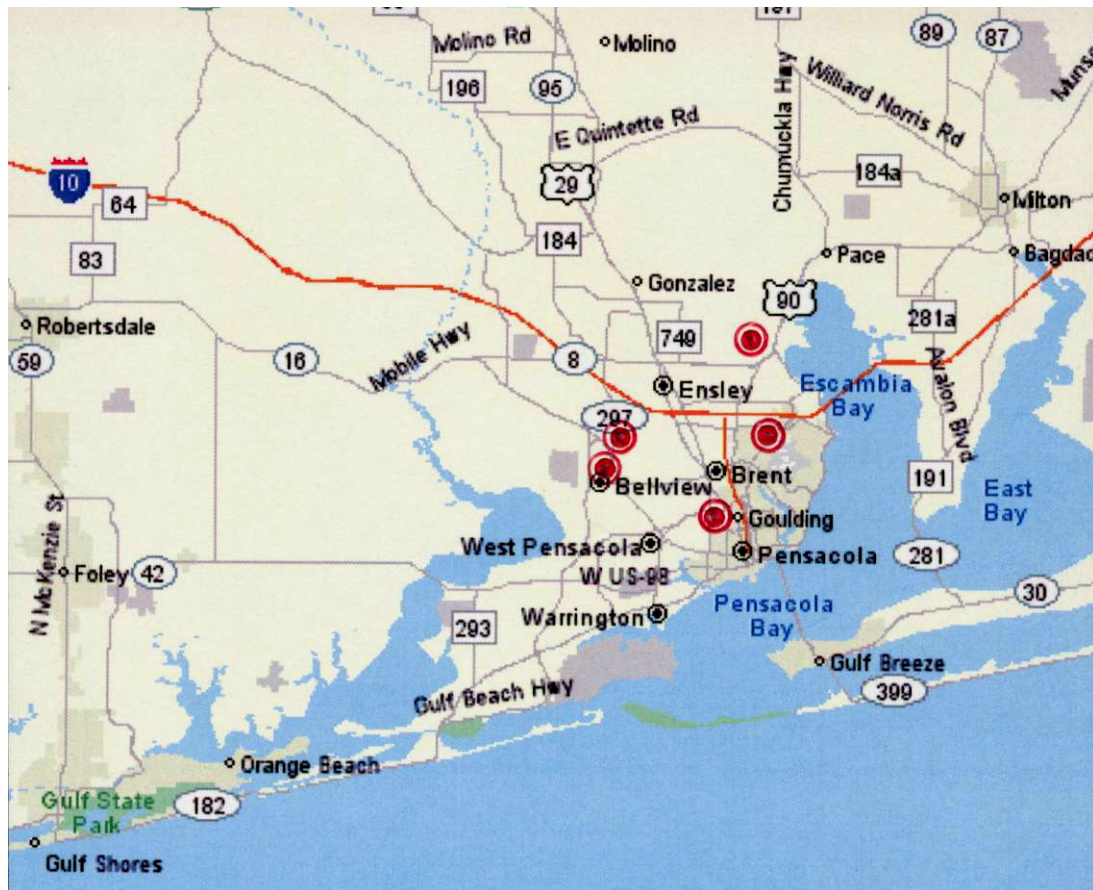 Molino Rd
Molino
89
87
196
95
Chumuckla Hwy
Williard Norris Rd
E Quintette Rd
10
29
184a
64
Milton
184
83
Pace
Gonzalez
90
Robertsdale
749
281a
59
16
Mobile Hwy
8
Ensley
Escambia
Bay
Avalon Blvd
297
Brent
Bellview
191
East
Bay
N McKenzie St
Goulding
West Pensacola
Pensacola
281
Foley
42
W US-98
30
Pensacola
Bay
Warrington
293
Gulf Breeze
Gulf Beach Hwy
399
Orange Beach
Gulf State
Park
182
Gulf Shores